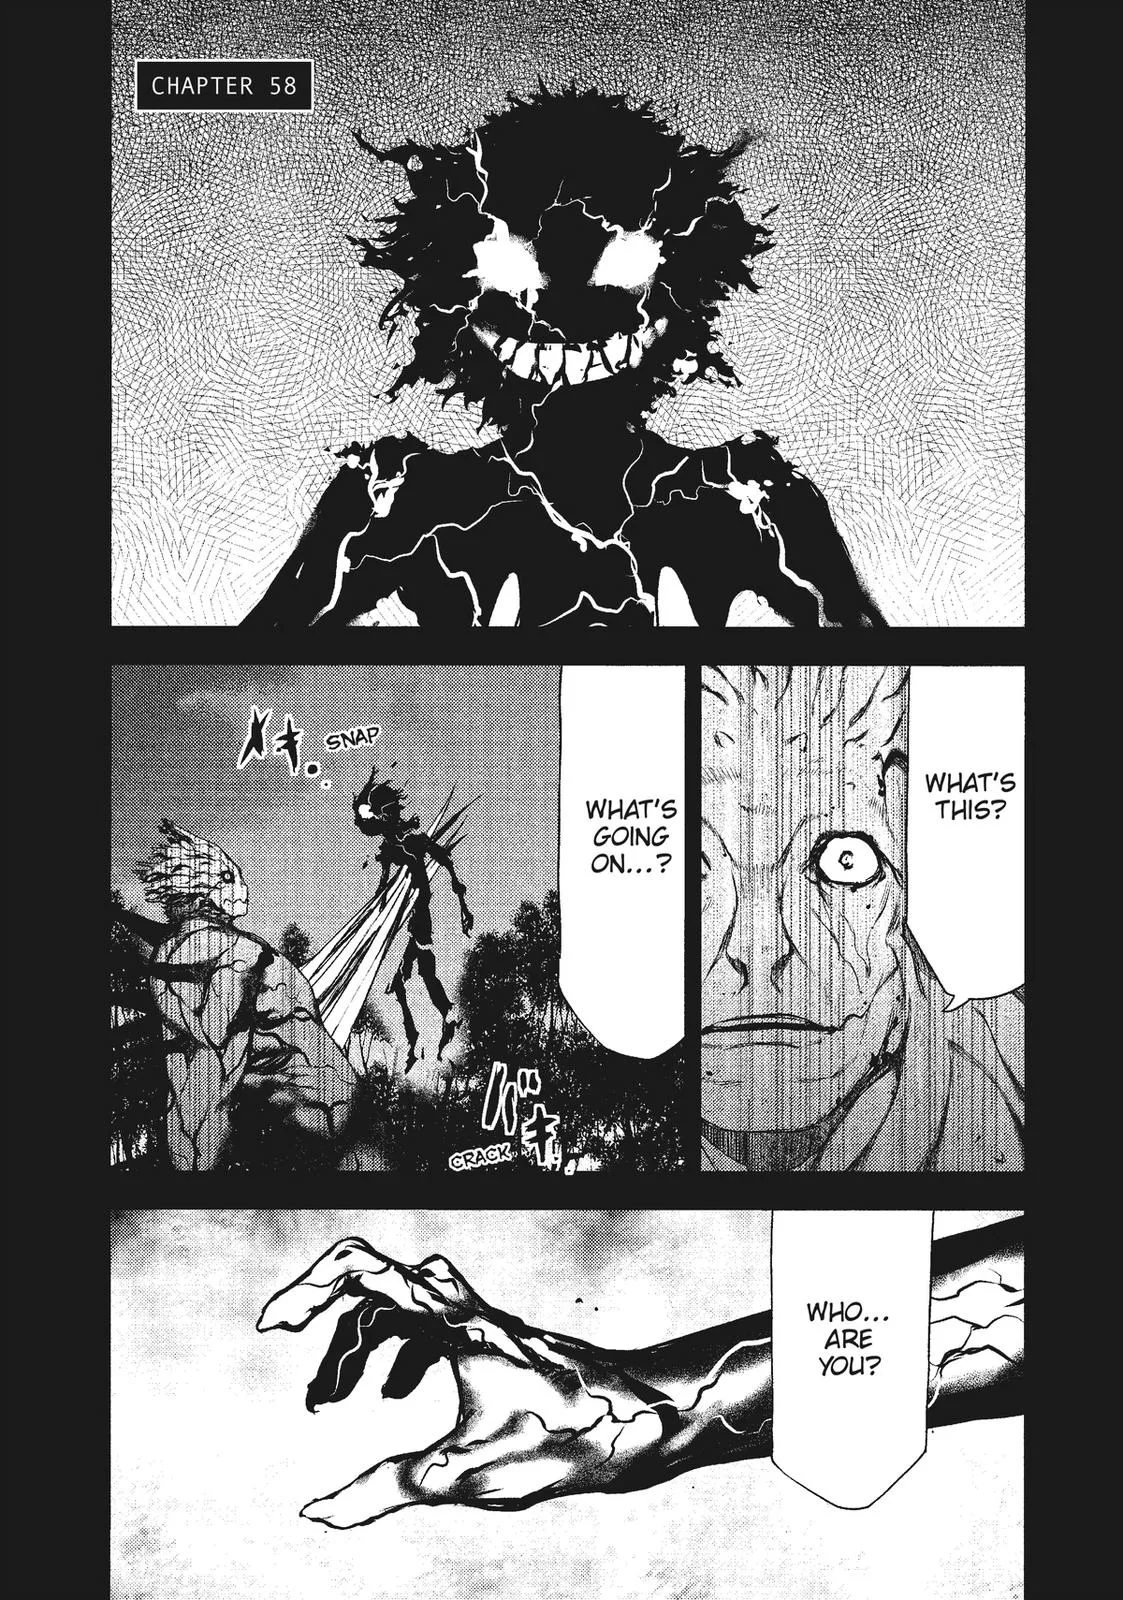 CHAPTER 58
WHAT'S
THIS?
WHAT'S
GOING
ON...?
メキ.
SNAP
バキ
CRACK
WHO...
ARE
YOU?